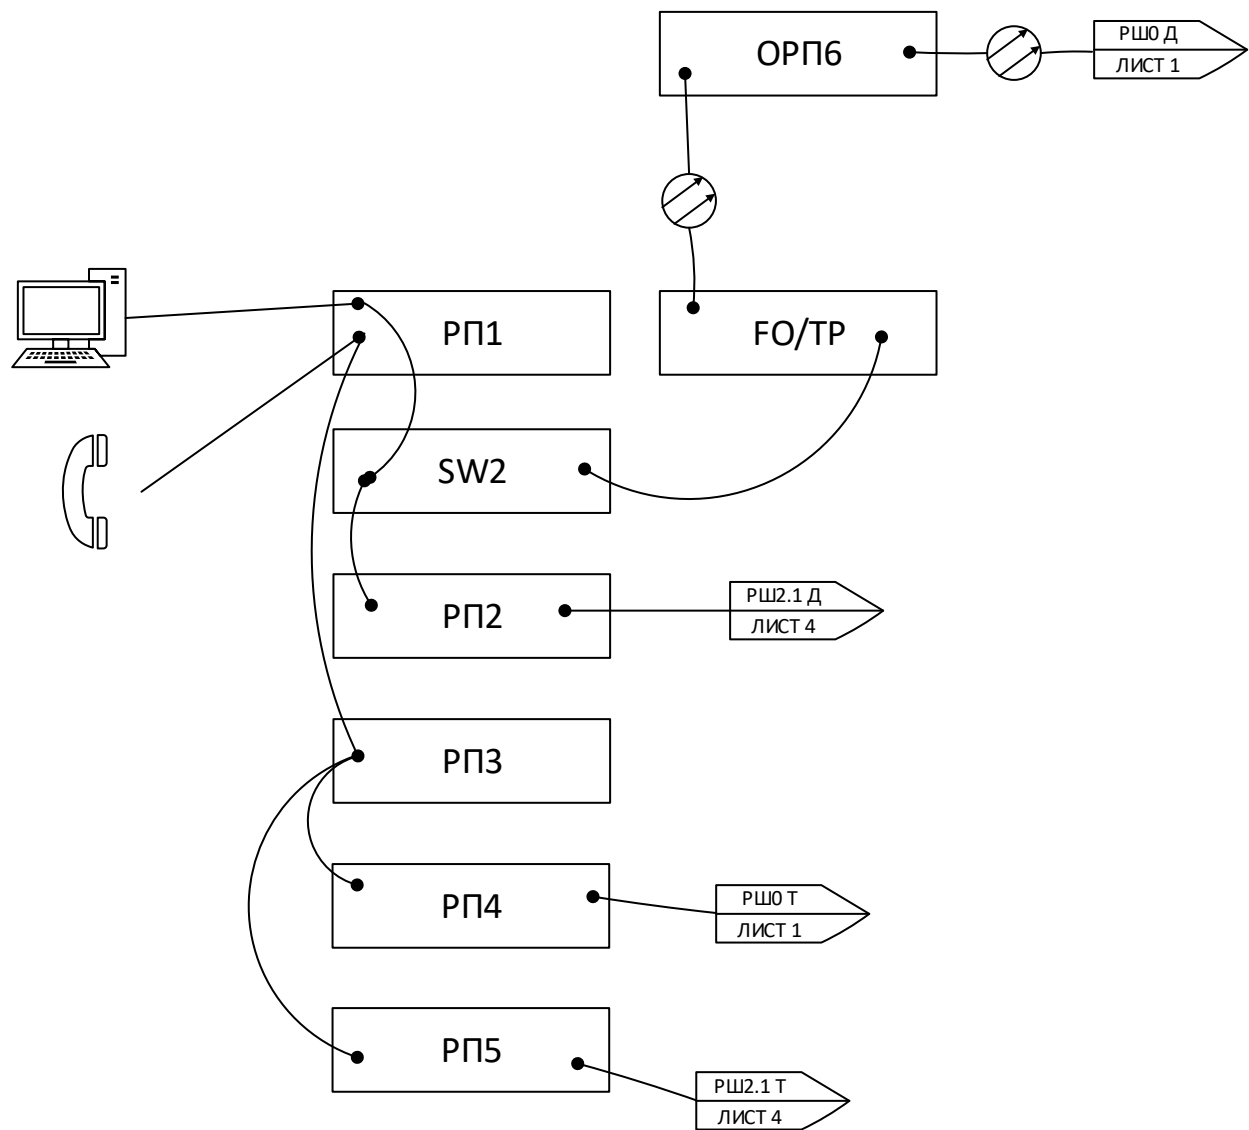 ОРП6
РШ0 Д
ЛИСТ 1
РП1
FO/TP
SW2
РП2
РШ2.1 Д
ЛИСТ 4
РП3
РП4
РШ0 Т
ЛИСТ 1
РП5
РШ2.1 Т
ЛИСТ 4